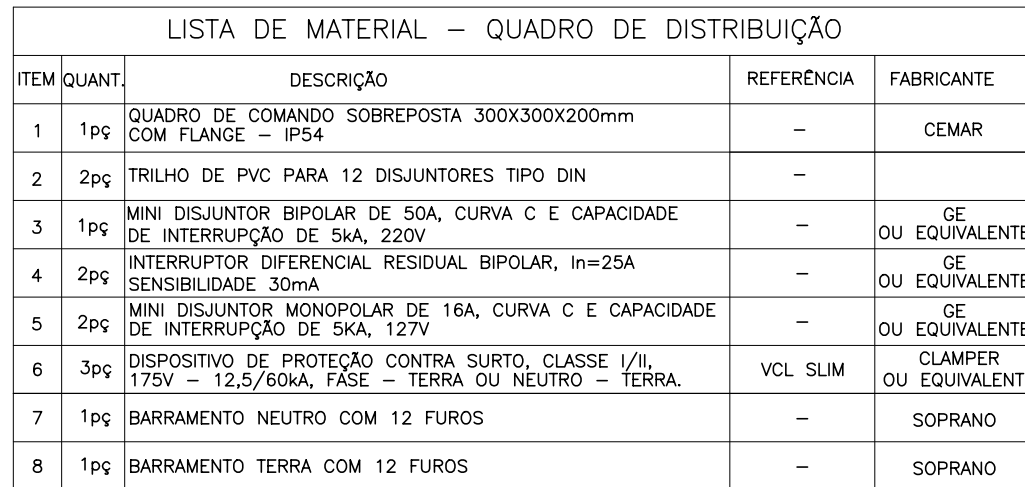 LISTA DE MATERIAL – QUADRO DE DISTRIBUIÇÃO
ITEM QUANT. DESCRIÇÃO REFERÊNCIA FABRICANTE
1 1pç QUADRO DE COMANDO SOBREPOSTA 300X300X200mm
COM FLANGE – IP54 – CEMAR
2 2pç TRILHO DE PVC PARA 12 DISJUNTORES TIPO DIN –
3 1pç MINI DISJUNTOR BIPOLAR DE 50A, CURVA C E CAPACIDADE
DE INTERRUPÇÃO DE 5kA, 220V – GE
OU EQUIVALENTE
4 2pç INTERRUPTOR DIFERENCIAL RESIDUAL BIPOLAR, In=25A
SENSIBILIDADE 30mA – GE
OU EQUIVALENTE
5 2pç MINI DISJUNTOR MONOPOLAR DE 16A, CURVA C E CAPACIDADE
DE INTERRUPÇÃO DE 5KA, 127V – GE
OU EQUIVALENTE
6 3pç DISPOSITIVO DE PROTEÇÃO CONTRA SURTO, CLASSE I/II,
175V – 12,5/60kA, FASE – TERRA OU NEUTRO – TERRA. VCL SLIM CLAMPER
OU EQUIVALENT
7 1pç BARRAMENTO NEUTRO COM 12 FUROS – SOPRANO
8 1pç BARRAMENTO TERRA COM 12 FUROS – SOPRANO